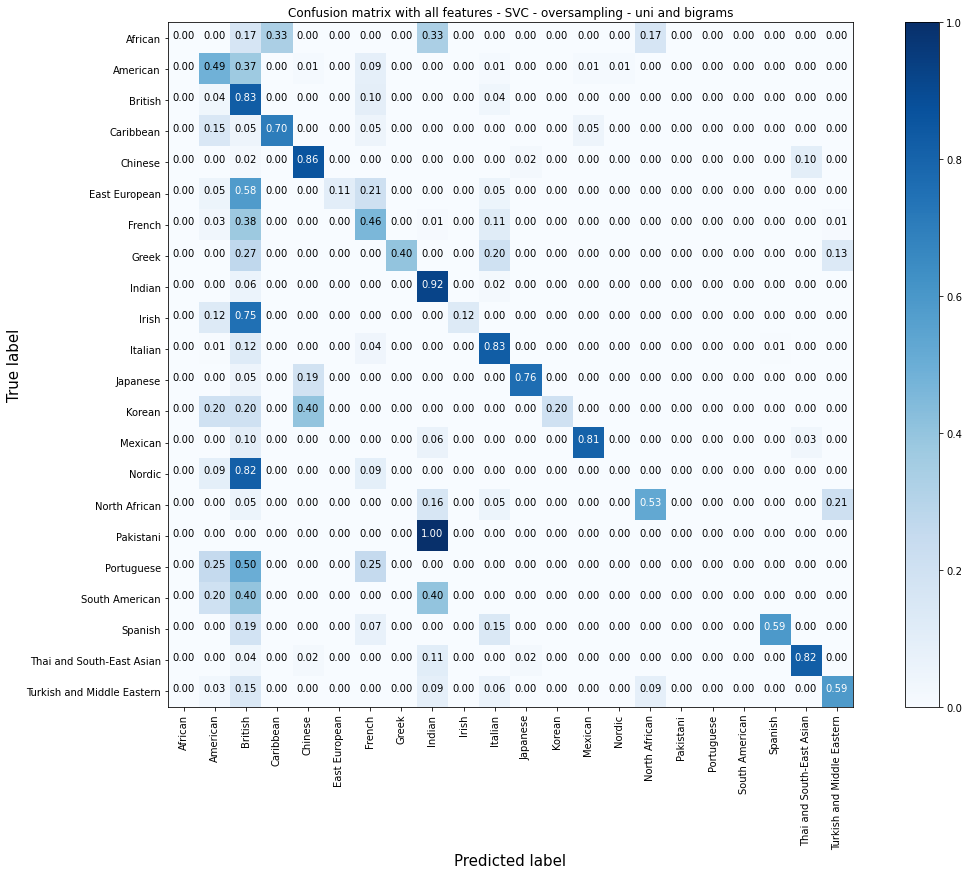 Confusion matrix with all features - SVC - oversampling - uni and bigrams
African 0.00 0.00 0.17 0.33 0.00 0.00 0.00 0.00 0.33 0.00 0.00 0.00 0.00 0.00 0.00 0.17 0.00 0.00 0.00 0.00 0.00 0.00
American 0.00 0.49 0.37 0.00 0.01 0.00 0.09 0.00 0.00 0.00 0.01 0.00 0.00 0.01 0.01 0.00 0.00 0.00 0.00 0.00 0.00 0.00
British 0.00 0.04 0.83 0.00 0.00 0.00 0.10 0.00 0.00 0.00 0.04 0.00 0.00 0.00 0.00 0.00 0.00 0.00 0.00 0.00 0.00 0.00
Caribbean 0.00 0.15 0.05 0.70 0.00 0.00 0.05 0.00 0.00 0.00 0.00 0.00 0.00 0.05 0.00 0.00 0.00 0.00 0.00 0.00 0.00 0.00
Chinese 0.00 0.00 0.02 0.00 0.86 0.00 0.00 0.00 0.00 0.00 0.00 0.02 0.00 0.00 0.00 0.00 0.00 0.00 0.00 0.00 0.10 0.00
East European 0.00 0.05 0.58 0.00 0.00 0.11 0.21 0.00 0.00 0.00 0.05 0.00 0.00 0.00 0.00 0.00 0.00 0.00 0.00 0.00 0.00 0.00
French 0.00 0.03 0.38 0.00 0.00 0.00 0.46 0.00 0.01 0.00 0.11 0.00 0.00 0.00 0.00 0.00 0.00 0.00 0.00 0.00 0.00 0.01
Greek 0.00 0.00 0.27 0.00 0.00 0.00 0.00 0.40 0.00 0.00 0.20 0.00 0.00 0.00 0.00 0.00 0.00 0.00 0.00 0.00 0.00 0.13
Indian 0.00 0.00 0.06 0.00 0.00 0.00 0.00 0.00 0.92 0.00 0.02 0.00 0.00 0.00 0.00 0.00 0.00 0.00 0.00 0.00 0.00 0.00
Irish 0.00 0.12 0.75 0.00 0.00 0.00 0.00 0.00 0.00 0.12 0.00 0.00 0.00 0.00 0.00 0.00 0.00 0.00 0.00 0.00 0.00 0.00
Italian 0.00 0.01 0.12 0.00 0.00 0.00 0.04 0.00 0.00 0.00 0.83 0.00 0.00 0.00 0.00 0.00 0.00 0.00 0.00 0.01 0.00 0.00
Japanese 0.00 0.00 0.05 0.00 0.19 0.00 0.00 0.00 0.00 0.00 0.00 0.76 0.00 0.00 0.00 0.00 0.00 0.00 0.00 0.00 0.00 0.00
Korean 0.00 0.20 0.20 0.00 0.40 0.00 0.00 0.00 0.00 0.00 0.00 0.00 0.20 0.00 0.00 0.00 0.00 0.00 0.00 0.00 0.00 0.00
Mexican 0.00 0.00 0.10 0.00 0.00 0.00 0.00 0.00 0.06 0.00 0.00 0.00 0.00 0.81 0.00 0.00 0.00 0.00 0.00 0.00 0.03 0.00
Nordic 0.00 0.09 0.82 0.00 0.00 0.00 0.09 0.00 0.00 0.00 0.00 0.00 0.00 0.00 0.00 0.00 0.00 0.00 0.00 0.00 0.00 0.00
North African 0.00 0.00 0.05 0.00 0.00 0.00 0.00 0.00 0.16 0.00 0.05 0.00 0.00 0.00 0.00 0.53 0.00 0.00 0.00 0.00 0.00 0.21
Pakistani 0.00 0.00 0.00 0.00 0.00 0.00 0.00 0.00 1.00 0.00 0.00 0.00 0.00 0.00 0.00 0.00 0.00 0.00 0.00 0.00 0.00 0.00
Portuguese 0.00 0.25 0.50 0.00 0.00 0.00 0.25 0.00 0.00 0.00 0.00 0.00 0.00 0.00 0.00 0.00 0.00 0.00 0.00 0.00 0.00 0.00
South American 0.00 0.20 0.40 0.00 0.00 0.00 0.00 0.00 0.40 0.00 0.00 0.00 0.00 0.00 0.00 0.00 0.00 0.00 0.00 0.00 0.00 0.00
Spanish 0.00 0.00 0.19 0.00 0.00 0.00 0.07 0.00 0.00 0.00 0.15 0.00 0.00 0.00 0.00 0.00 0.00 0.00 0.00 0.59 0.00 0.00
Thai and South-East Asian 0.00 0.00 0.04 0.00 0.02 0.00 0.00 0.00 0.11 0.00 0.00 0.02 0.00 0.00 0.00 0.00 0.00 0.00 0.00 0.00 0.82 0.00
Turkish and Middle Eastern 0.00 0.03 0.15 0.00 0.00 0.00 0.00 0.00 0.09 0.00 0.06 0.00 0.00 0.00 0.00 0.09 0.00 0.00 0.00 0.00 0.00 0.59
True label
African
American
British
Caribbean
Chinese
East European
French
Greek
Indian
Irish
Italian
Japanese
Korean
Mexican
Nordic
North African
Pakistani
Portuguese
South American
Spanish
Thai and South-East Asian
Turkish and Middle Eastern
Predicted label
1.0
0.8
0.6
0.4
0.2
0.0